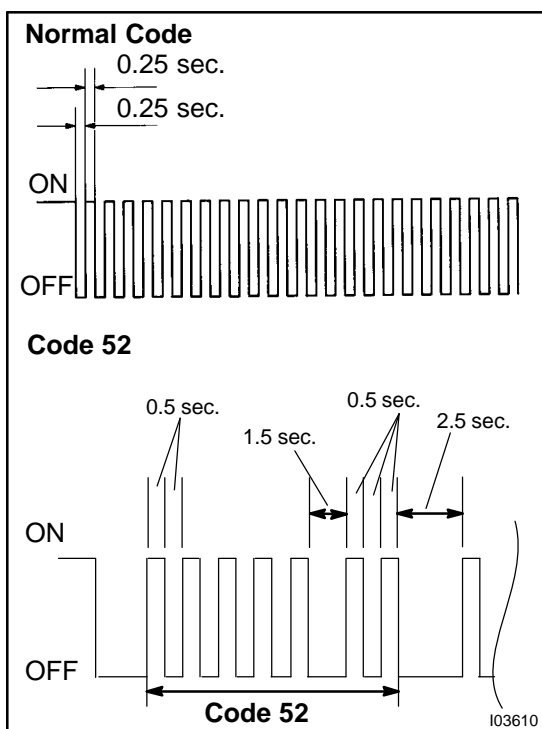 Normal Code
0.25 sec.
0.25 sec.
ON
OFF
Code 52
0.5 sec.
0.5 sec.
1.5 sec.
2.5 sec.
ON
OFF
Code 52
I03610